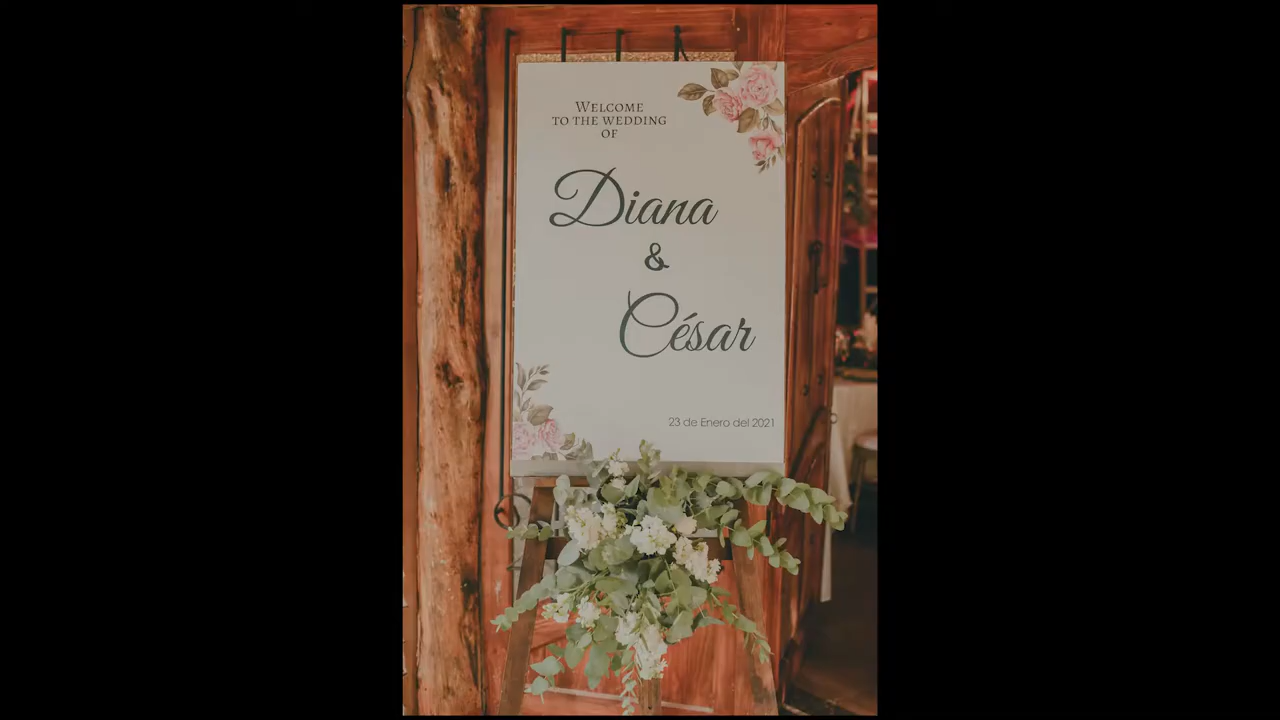 Welcome
to the wedding
of
Diana
&
César
23 de Enero del 2021